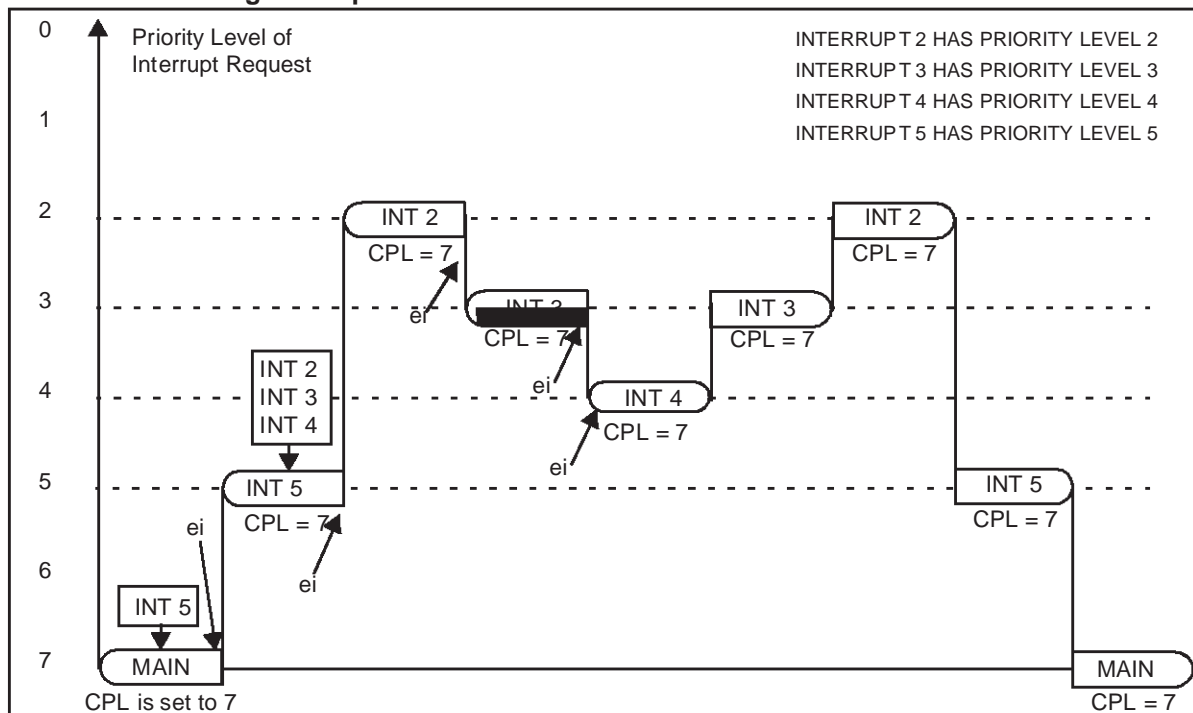 0
Priority Level of
Interrupt Request
INTERRUPT 2 HAS PRIORITY LEVEL 2
INTERRUPT 3 HAS PRIORITY LEVEL 3
INTERRUPT 4 HAS PRIORITY LEVEL 4
INTERRUPT 5 HAS PRIORITY LEVEL 5
1
2
INT 2
CPL = 7
ei
INT 2
CPL = 7
3
INT
CPL = 7
ei
INT 3
CPL = 7
INT 2
INT 3
INT 4
4
INT 4
CPL = 7
ei
5
INT 5
CPL = 7
ei
INT 5
CPL = 7
ei
6
INT 5
7
MAIN
CPL is set to 7
MAIN
CPL = 7